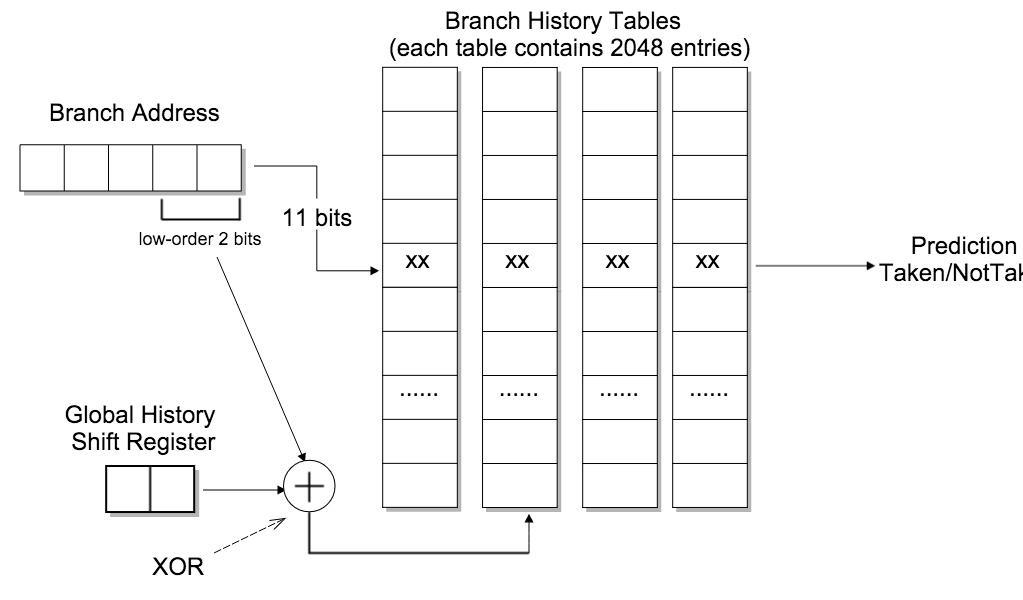 Branch History Tables
(each table contains 2048 entries)
Branch Address
11 bits
low-order 2 bits
xx xx xx xx
Prediction
Taken/NotTak
...... ...... ...... ......
Global History
Shift Register
XOR